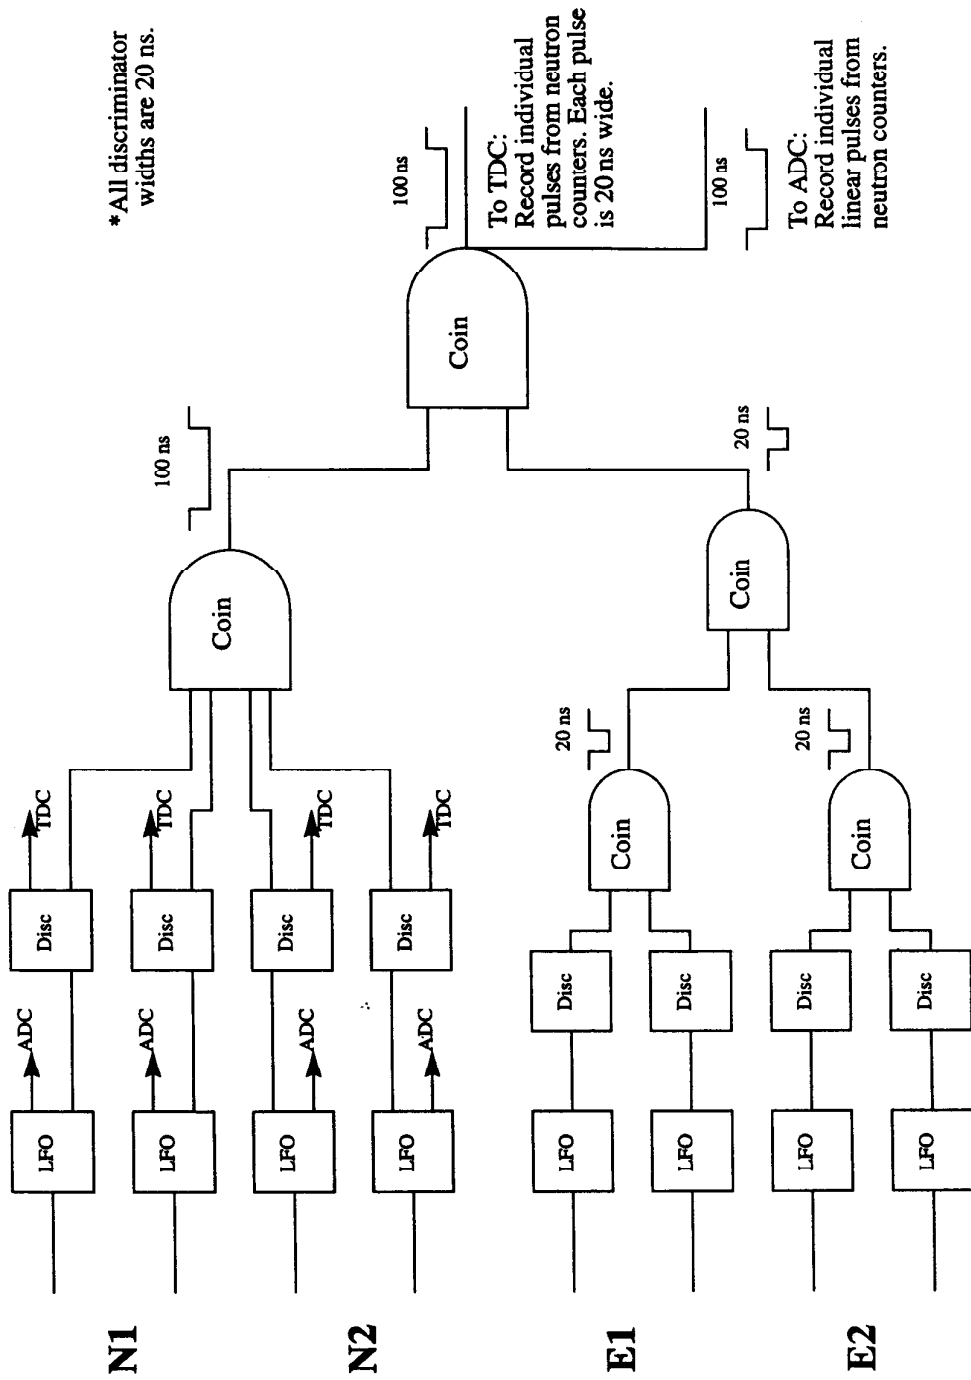 *All discriminator
widths are 20 ns.
N1
LFO
ADC
Disc
TDC
LFO
ADC
Disc
TDC
N2
LFO
ADC
Disc
TDC
LFO
ADC
Disc
TDC
Coin
100 ns
E1
LFO
Disc
LFO
Disc
Coin
20 ns
E2
LFO
Disc
LFO
Disc
Coin
20 ns
Coin
20 ns
Coin
100 ns
To TDC:
Record individual
pulses from neutron
counters. Each pulse
is 20 ns wide.
100 ns
To ADC:
Record individual
linear pulses from
neutron counters.